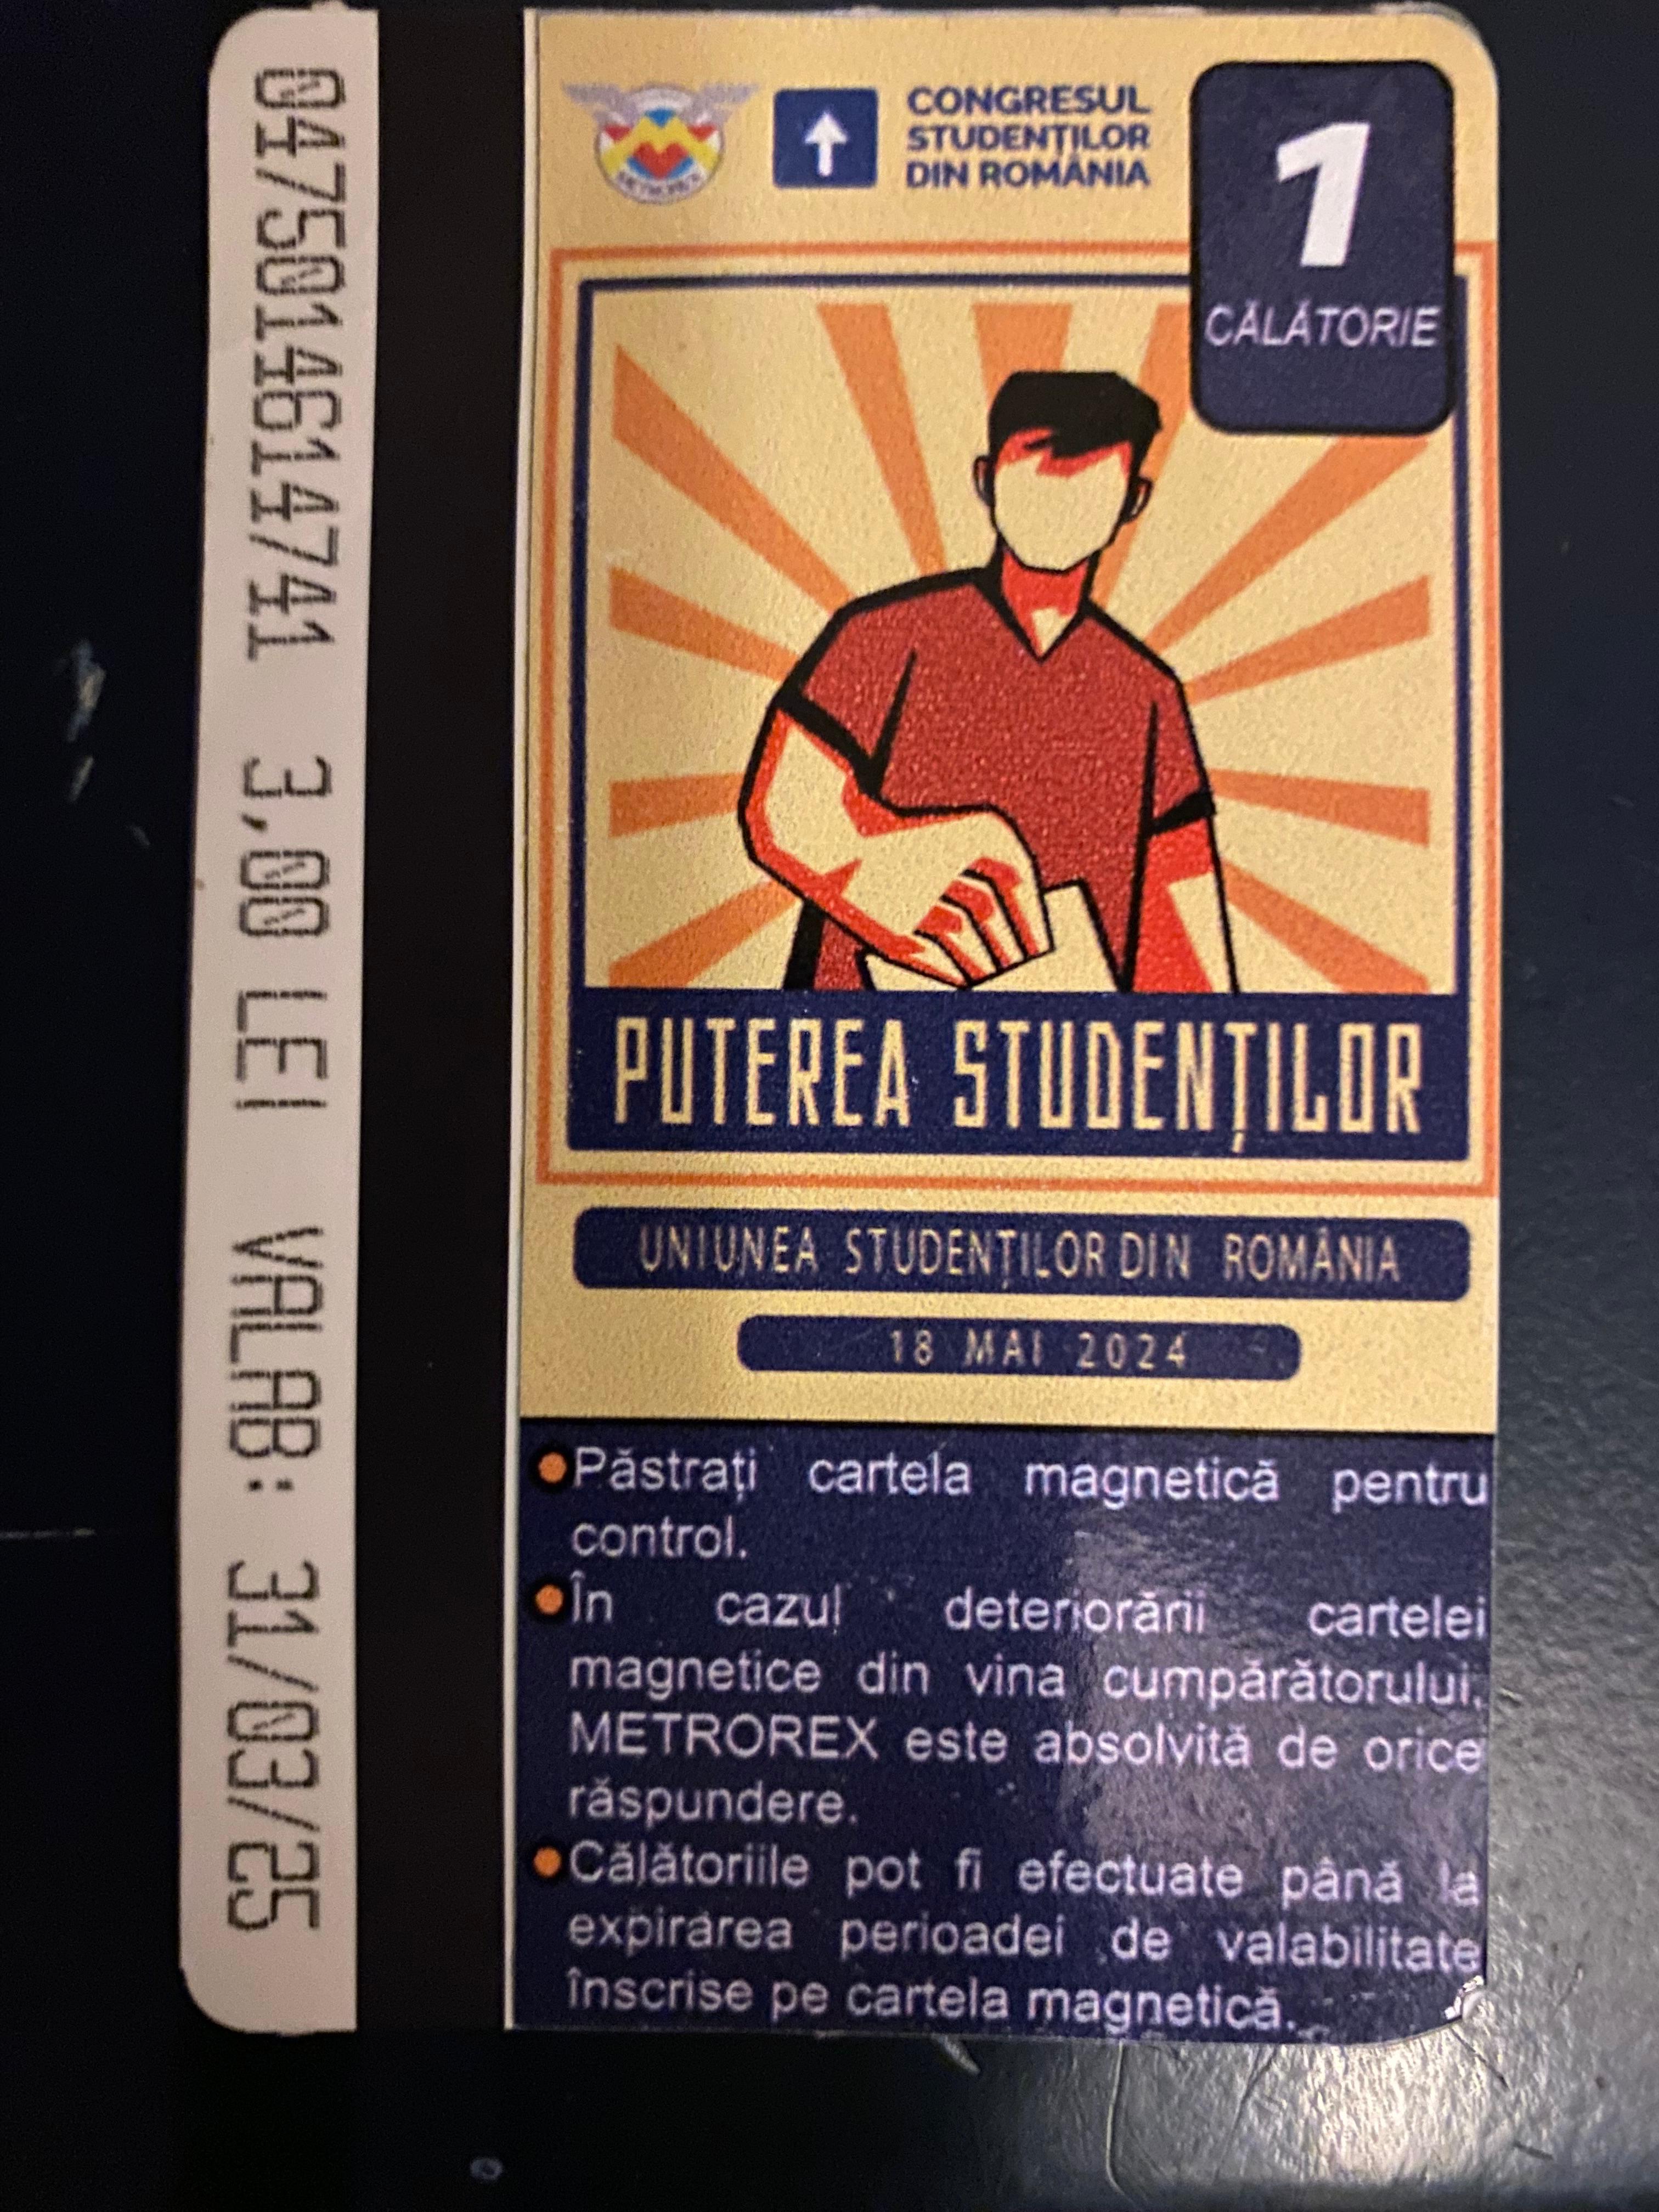 0475014614741 3,00 LEI VALAB: 31/03/25
METROREX
CONGRESUL
STUDENȚILOR
DIN ROMÂNIA
1
CĂLĂTORIE
PUTEREA STUDENȚILOR
UNIUNEA STUDENȚILOR DIN ROMÂNIA
18 MAI 2024
Păstrați cartela magnetică pentru
control.
În cazul deteriorării cartelei
magnetice din vina cumpărătorului,
METROREX este absolvită de orice
răspundere.
Călătoriile pot fi efectuate până la
expirarea perioadei de valabilitate
înscrise pe cartela magnetică.